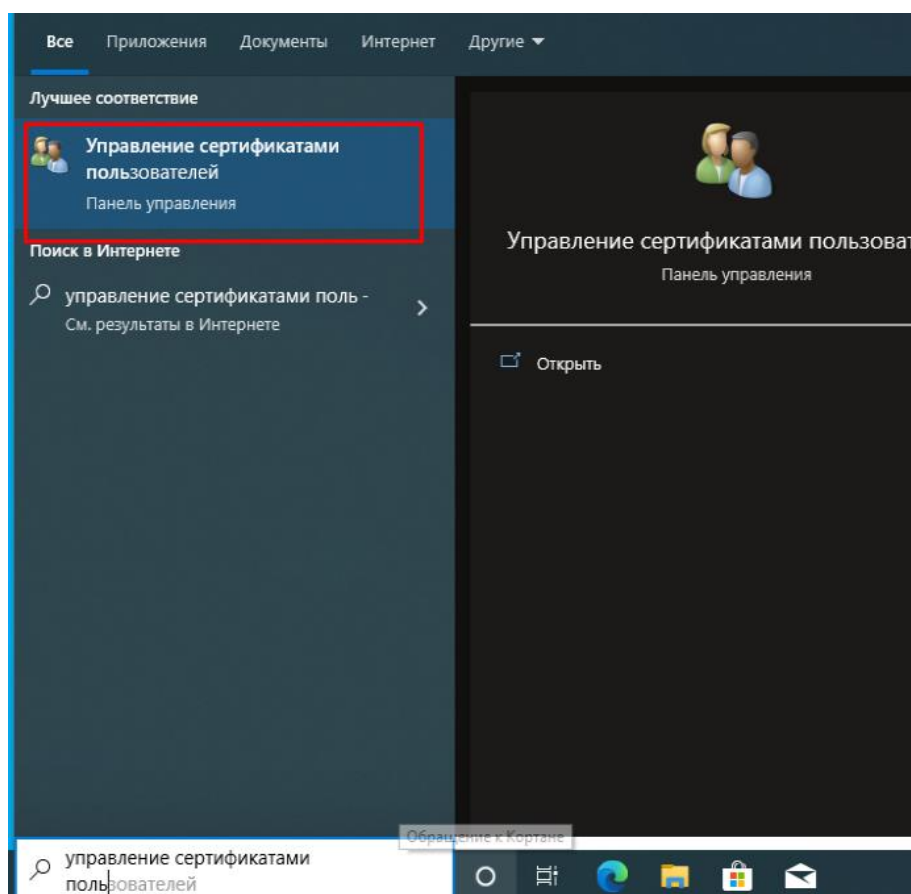 Все Приложения Документы Интернет Другие
Лучшее соответствие
Управление сертификатами
пользователей
Панель управления
Поиск в Интернете
управление сертификатами поль -
См. результаты в Интернете
Управление сертификатами пользоват
Панель управления
Открыть
Обращение к Кортане
управление сертификатами
пользователей